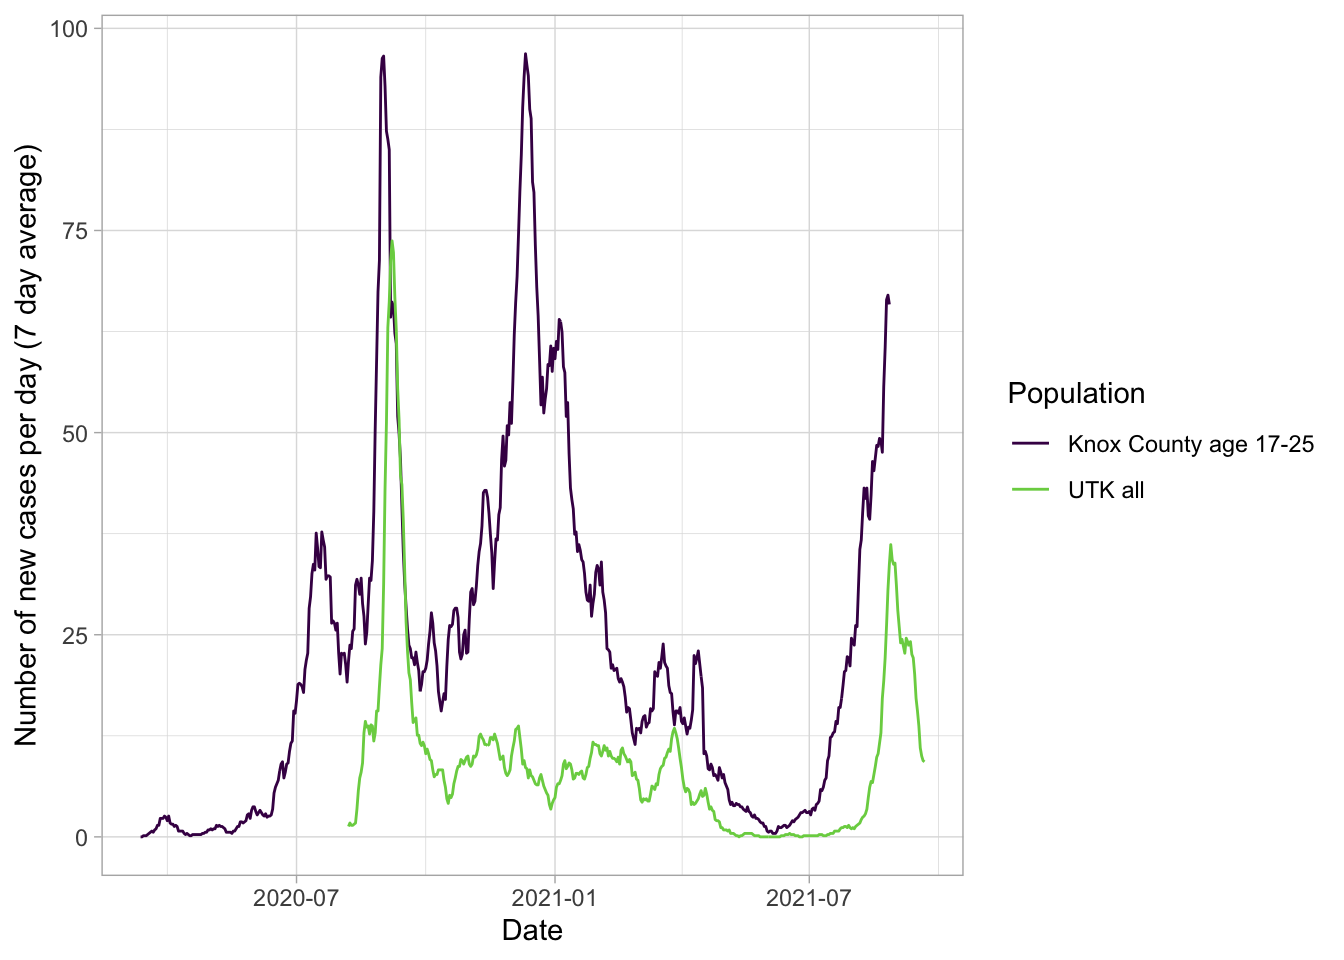 Number of new cases per day (7 day average)
100
75
50
25
0
2020-07
2021-01
2021-07
Date
Population
Knox County age 17-25
UTK all